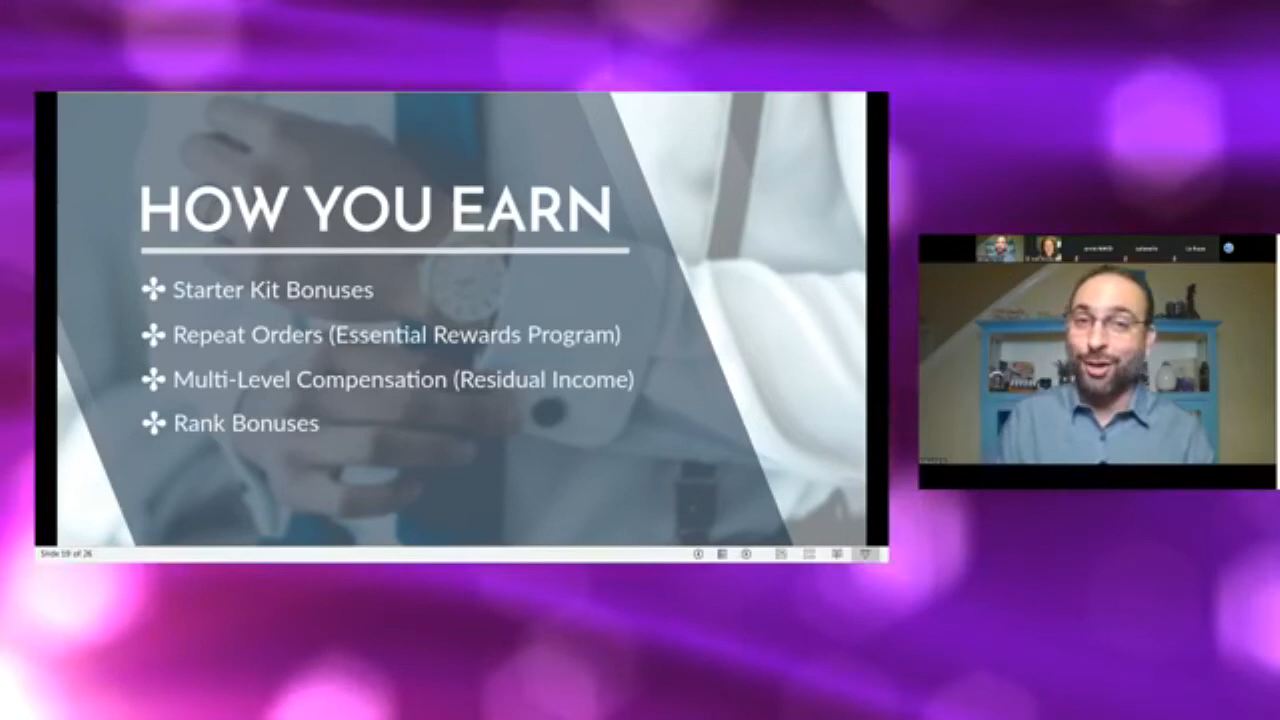 HOW YOU EARN
Starter Kit Bonuses
Repeat Orders (Essential Rewards Program)
Multi-Level Compensation (Residual Income)
Rank Bonuses
Slide 19 of 26